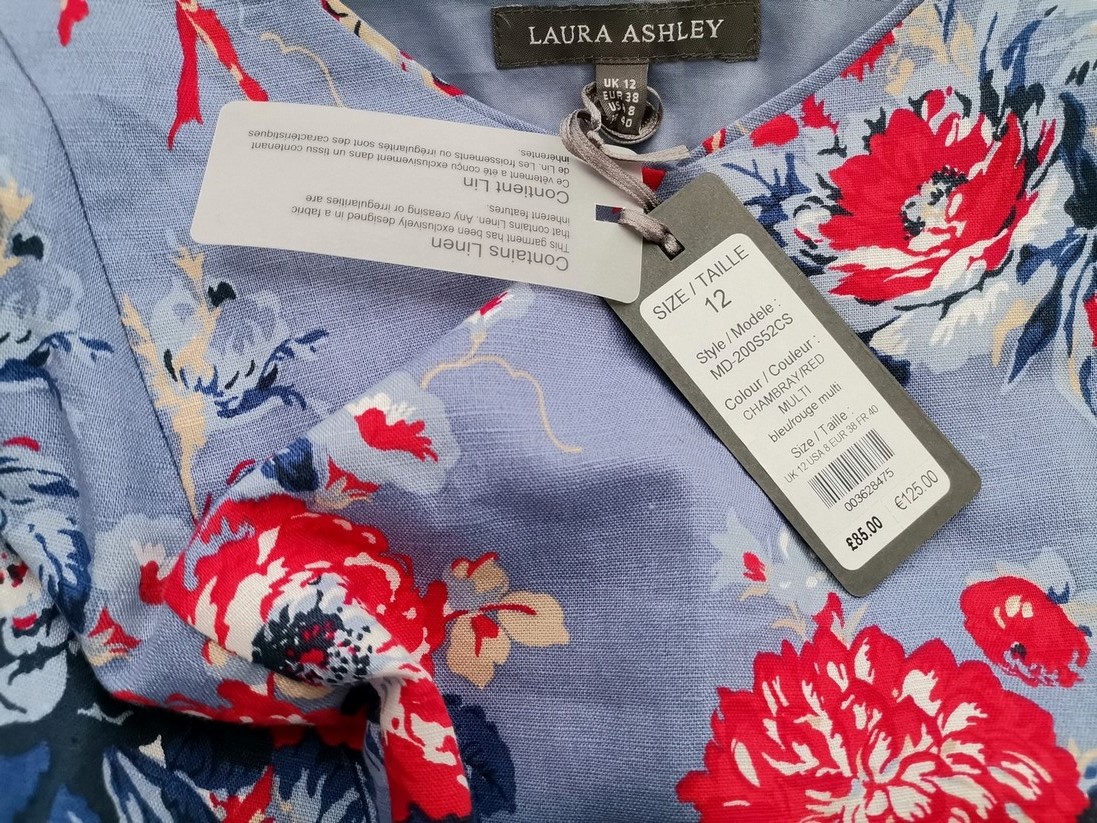 LAURA ASHLEY
UK 12
EUR 38
US 8
40
Contains Linen
This garment has been exclusively designed in a fabric
that contains Linen. Any creasing or irregularities are
inherent features.
Contient Lin
Ce vêtement a été conçu exclusivement dans un tissu contenant
de Lin. Les froissements ou irrégularités sont des caractéristiques
inhérentes.
SIZE / TAILLE
12
Style / Modele :
MD-200S52CS
Colour / Couleur :
CHAMBRAY/RED
MULTI
bleu/rouge multi
Size / Taille :
UK 12 USA 8 EUR 38 FR 40
003628475
£85.00 €125.00